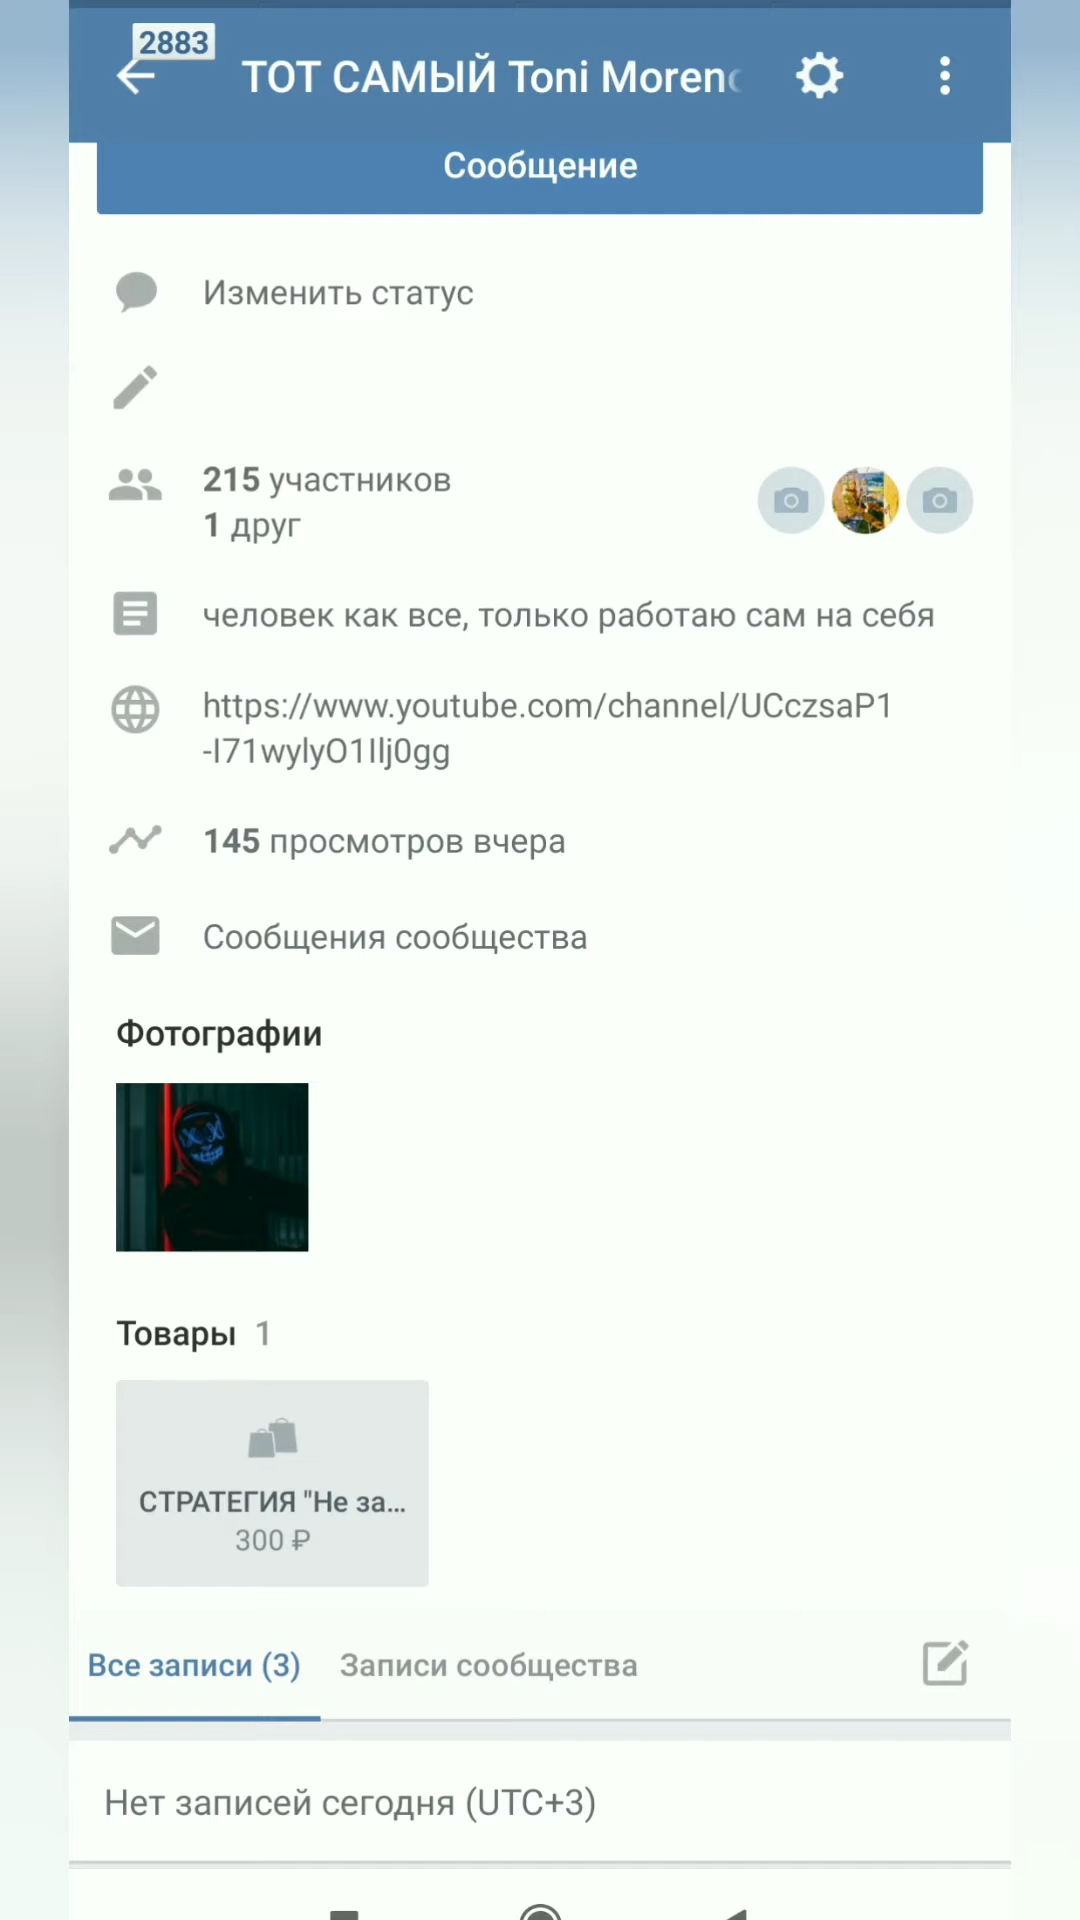 2883
ТОТ САМЫЙ Toni Moreno
Сообщение
Изменить статус
215 участников
1 друг
человек как все, только работаю сам на себя
https://www.youtube.com/channel/UCczsaP1
-I71wylyO1Ilj0gg
145 просмотров вчера
Сообщения сообщества
Фотографии
Товары 1
СТРАТЕГИЯ "Не за...
300 ₽
Все записи (3) Записи сообщества
Нет записей сегодня (UTC+3)